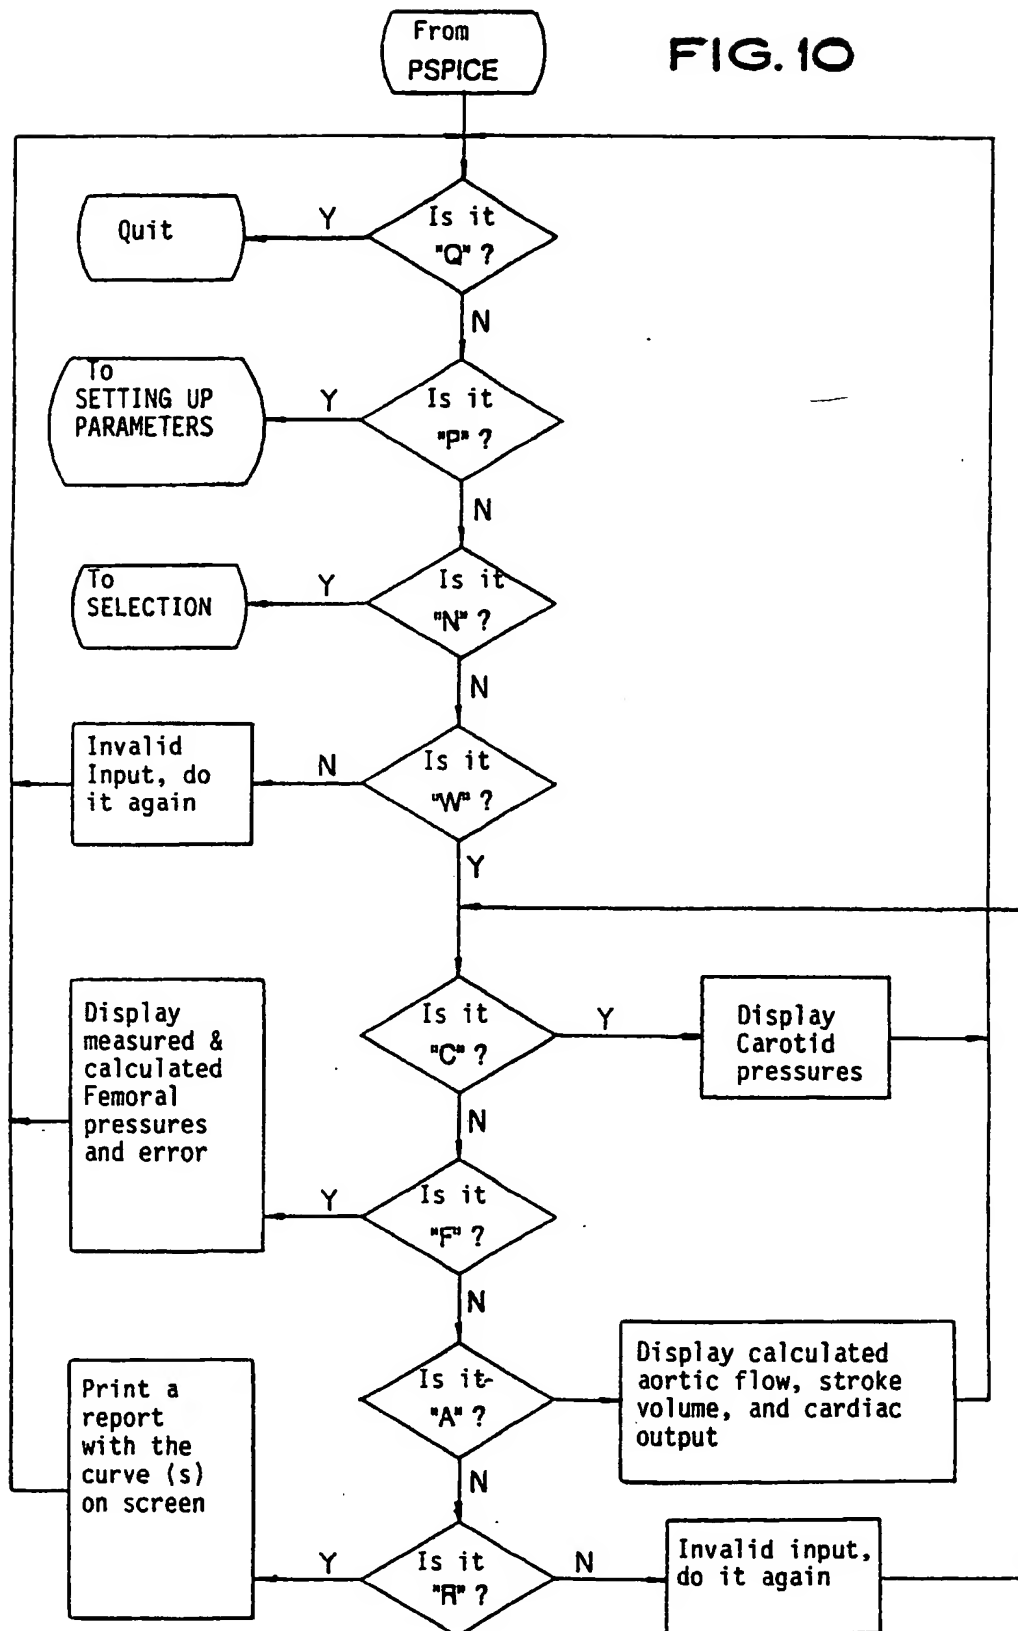 From
PSPICE
FIG. 10
Is it
"Q" ?
Y
Quit
N
Is it
"P" ?
Y
To
SETTING UP
PARAMETERS
N
Is it
"N" ?
Y
To
SELECTION
N
Is it
"W" ?
N
Invalid
Input, do
it again
Y
Is it
"C" ?
Y
Display
Carotid
pressures
N
Display
measured &
calculated
Femoral
pressures
and error
Is it
"F" ?
Y
N
Is it
"A" ?
Display calculated
aortic flow, stroke
volume, and cardiac
output
N
Print a
report
with the
curve (s)
on screen
Is it
"R" ?
Y
N
Invalid input,
do it again